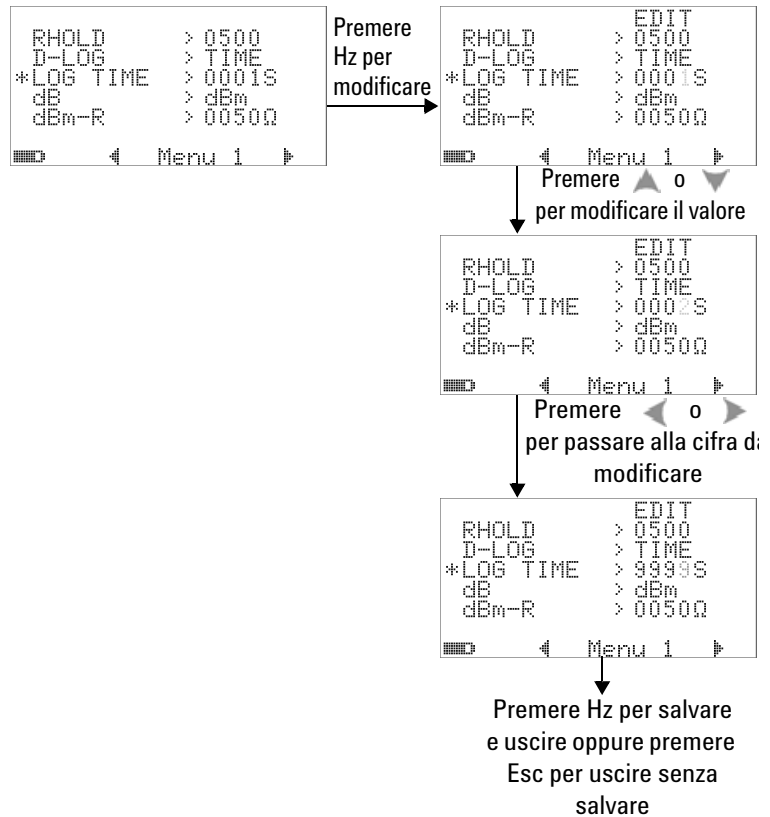 RHOLD > 0500
D-LOG > TIME
*LOG TIME > 0001S
dB > dBm
dBm-R > 0050Ω
Menu 1
Premere
Hz per
modificare
EDIT
RHOLD > 0500
D-LOG > TIME
*LOG TIME > 0001S
dB > dBm
dBm-R > 0050Ω
Menu 1
Premere o
per modificare il valore
EDIT
RHOLD > 0500
D-LOG > TIME
*LOG TIME > 0002S
dB > dBm
dBm-R > 0050Ω
Menu 1
Premere o
per passare alla cifra da
modificare
EDIT
RHOLD > 0500
D-LOG > TIME
*LOG TIME > 9999S
dB > dBm
dBm-R > 0050Ω
Menu 1
Premere Hz per salvare
e uscire oppure premere
Esc per uscire senza
salvare